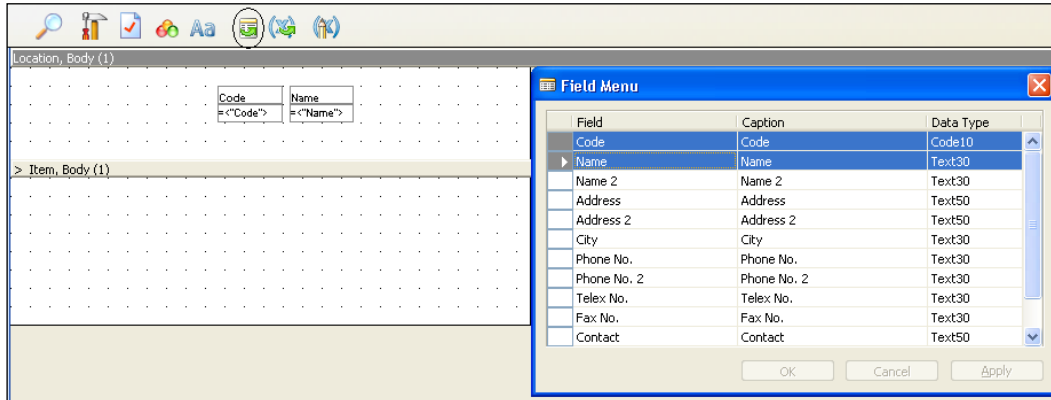 Aa
(X)
(X)
Location, Body (1)
Code Name
=<"Code"> =<"Name">
> Item, Body (1)
Field Menu
Field Caption Data Type
Code Code Code10
Name Name Text30
Name 2 Name 2 Text30
Address Address Text50
Address 2 Address 2 Text50
City City Text30
Phone No. Phone No. Text30
Phone No. 2 Phone No. 2 Text30
Telex No. Telex No. Text30
Fax No. Fax No. Text30
Contact Contact Text50
OK Cancel Apply